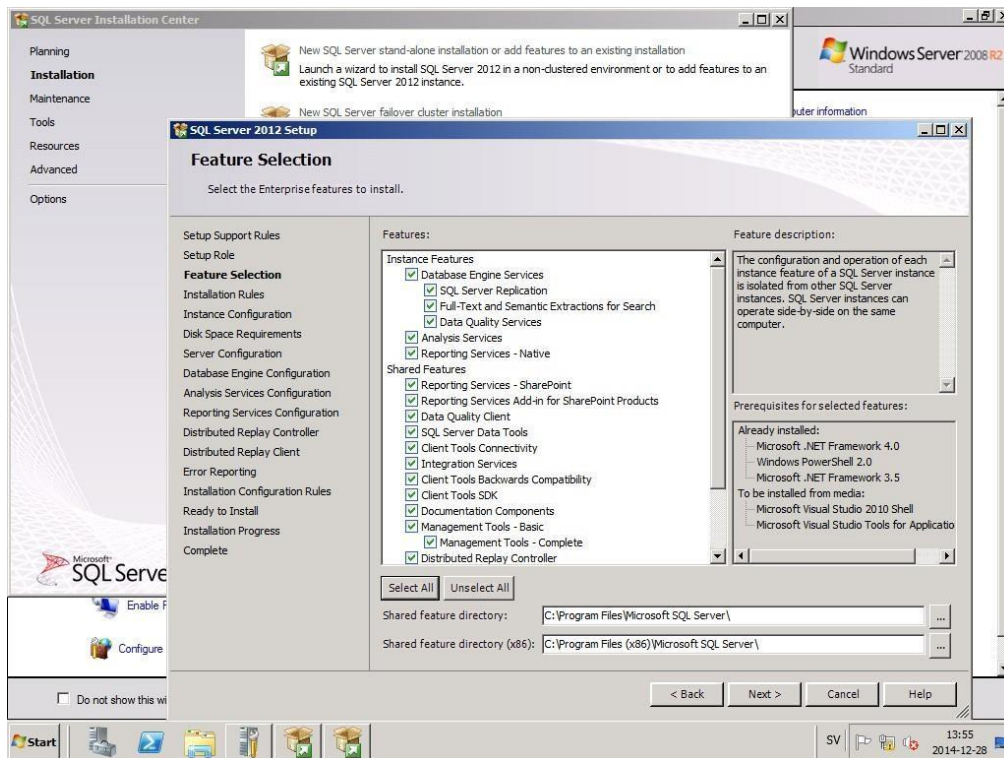 SQL Server Installation Center
Planning
Installation
Maintenance
Tools
Resources
Advanced
Options
New SQL Server stand-alone installation or add features to an existing installation
Launch a wizard to install SQL Server 2012 in a non-clustered environment or to add features to an
existing SQL Server 2012 instance.
New SQL Server failover cluster installation
Windows Server 2008 R2
Standard
puter information
SQL Server 2012 Setup
Feature Selection
Select the Enterprise features to install.
Setup Support Rules
Setup Role
Feature Selection
Installation Rules
Instance Configuration
Disk Space Requirements
Server Configuration
Database Engine Configuration
Analysis Services Configuration
Reporting Services Configuration
Distributed Replay Controller
Distributed Replay Client
Error Reporting
Installation Configuration Rules
Ready to Install
Installation Progress
Complete
Features:
Instance Features
Database Engine Services
SQL Server Replication
Full-Text and Semantic Extractions for Search
Data Quality Services
Analysis Services
Reporting Services - Native
Shared Features
Reporting Services - SharePoint
Reporting Services Add-in for SharePoint Products
Data Quality Client
SQL Server Data Tools
Client Tools Connectivity
Integration Services
Client Tools Backwards Compatibility
Client Tools SDK
Documentation Components
Management Tools - Basic
Management Tools - Complete
Distributed Replay Controller
Feature description:
The configuration and operation of each
instance feature of a SQL Server instance
is isolated from other SQL Server
instances. SQL Server instances can
operate side-by-side on the same
computer.
Prerequisites for selected features:
Already installed:
Microsoft .NET Framework 4.0
Windows PowerShell 2.0
Microsoft .NET Framework 3.5
To be installed from media:
Microsoft Visual Studio 2010 Shell
Microsoft Visual Studio Tools for Applicatio
Select All
Unselect All
Shared feature directory:
C:\Program Files\Microsoft SQL Server\
...
Shared feature directory (x86):
C:\Program Files (x86)\Microsoft SQL Server\
...
< Back
Next >
Cancel
Help
Microsoft
SQL Serve
Enable F
Configure
Do not show this wi
Start
SV
13:55
2014-12-28